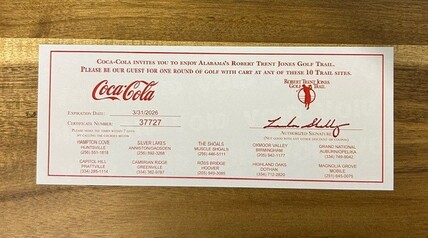 COCA-COLA INVITES YOU TO ENJOY ALABAMA'S ROBERT TRENT JONES GOLF TRAIL.
PLEASE BE OUR GUEST FOR ONE ROUND OF GOLF WITH CART AT ANY OF THESE 10 TRAIL SITES.
Coca-Cola
ROBERT TRENT JONES
GOLF TRAIL
EXPIRATION DATE: 3/31/2026
CERTIFICATE NUMBER: 37727
AUTHORIZED SIGNATURE
HAMPTON COVE
HUNTSVILLE
SILVER LAKES
ANNISTON/GADSDEN
THE SHOALS
MUSCLE SHOALS
OXMOOR VALLEY
BIRMINGHAM
(205) 942-1177
GRAND NATIONAL
AUBURN/OPELIKA
CAPITOL HILL
PRATTVILLE
CAMBRIAN RIDGE
GREENVILLE
ROSS BRIDGE
HOOVER
HIGHLAND OAKS
DOTHAN
MAGNOLIA GROVE
MOBILE